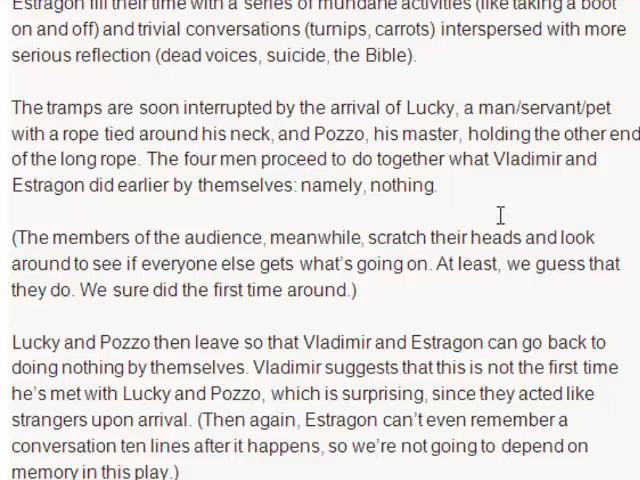 Estragon fill their time with a series of mundane activities (like taking a boot
on and off) and trivial conversations (turnips, carrots) interspersed with more
serious reflection (dead voices, suicide, the Bible).
The tramps are soon interrupted by the arrival of Lucky, a man/servant/pet
with a rope tied around his neck, and Pozzo, his master, holding the other end
of the long rope. The four men proceed to do together what Vladimir and
Estragon did earlier by themselves: namely, nothing.
(The members of the audience, meanwhile, scratch their heads and look
around to see if everyone else gets what's going on. At least, we guess that
they do. We sure did the first time around.)
Lucky and Pozzo then leave so that Vladimir and Estragon can go back to
doing nothing by themselves. Vladimir suggests that this is not the first time
he's met with Lucky and Pozzo, which is surprising, since they acted like
strangers upon arrival. (Then again, Estragon can't even remember a
conversation ten lines after it happens, so we're not going to depend on
memory in this play.)